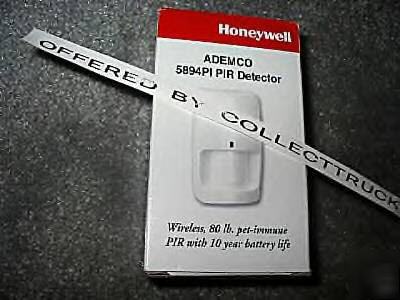 Honeywell
ADEMCO
5894PI PIR Detector
OFFERED BY COLLECTTRUCK
Wireless, 80 lb. pet-immune
PIR with 10 year battery life